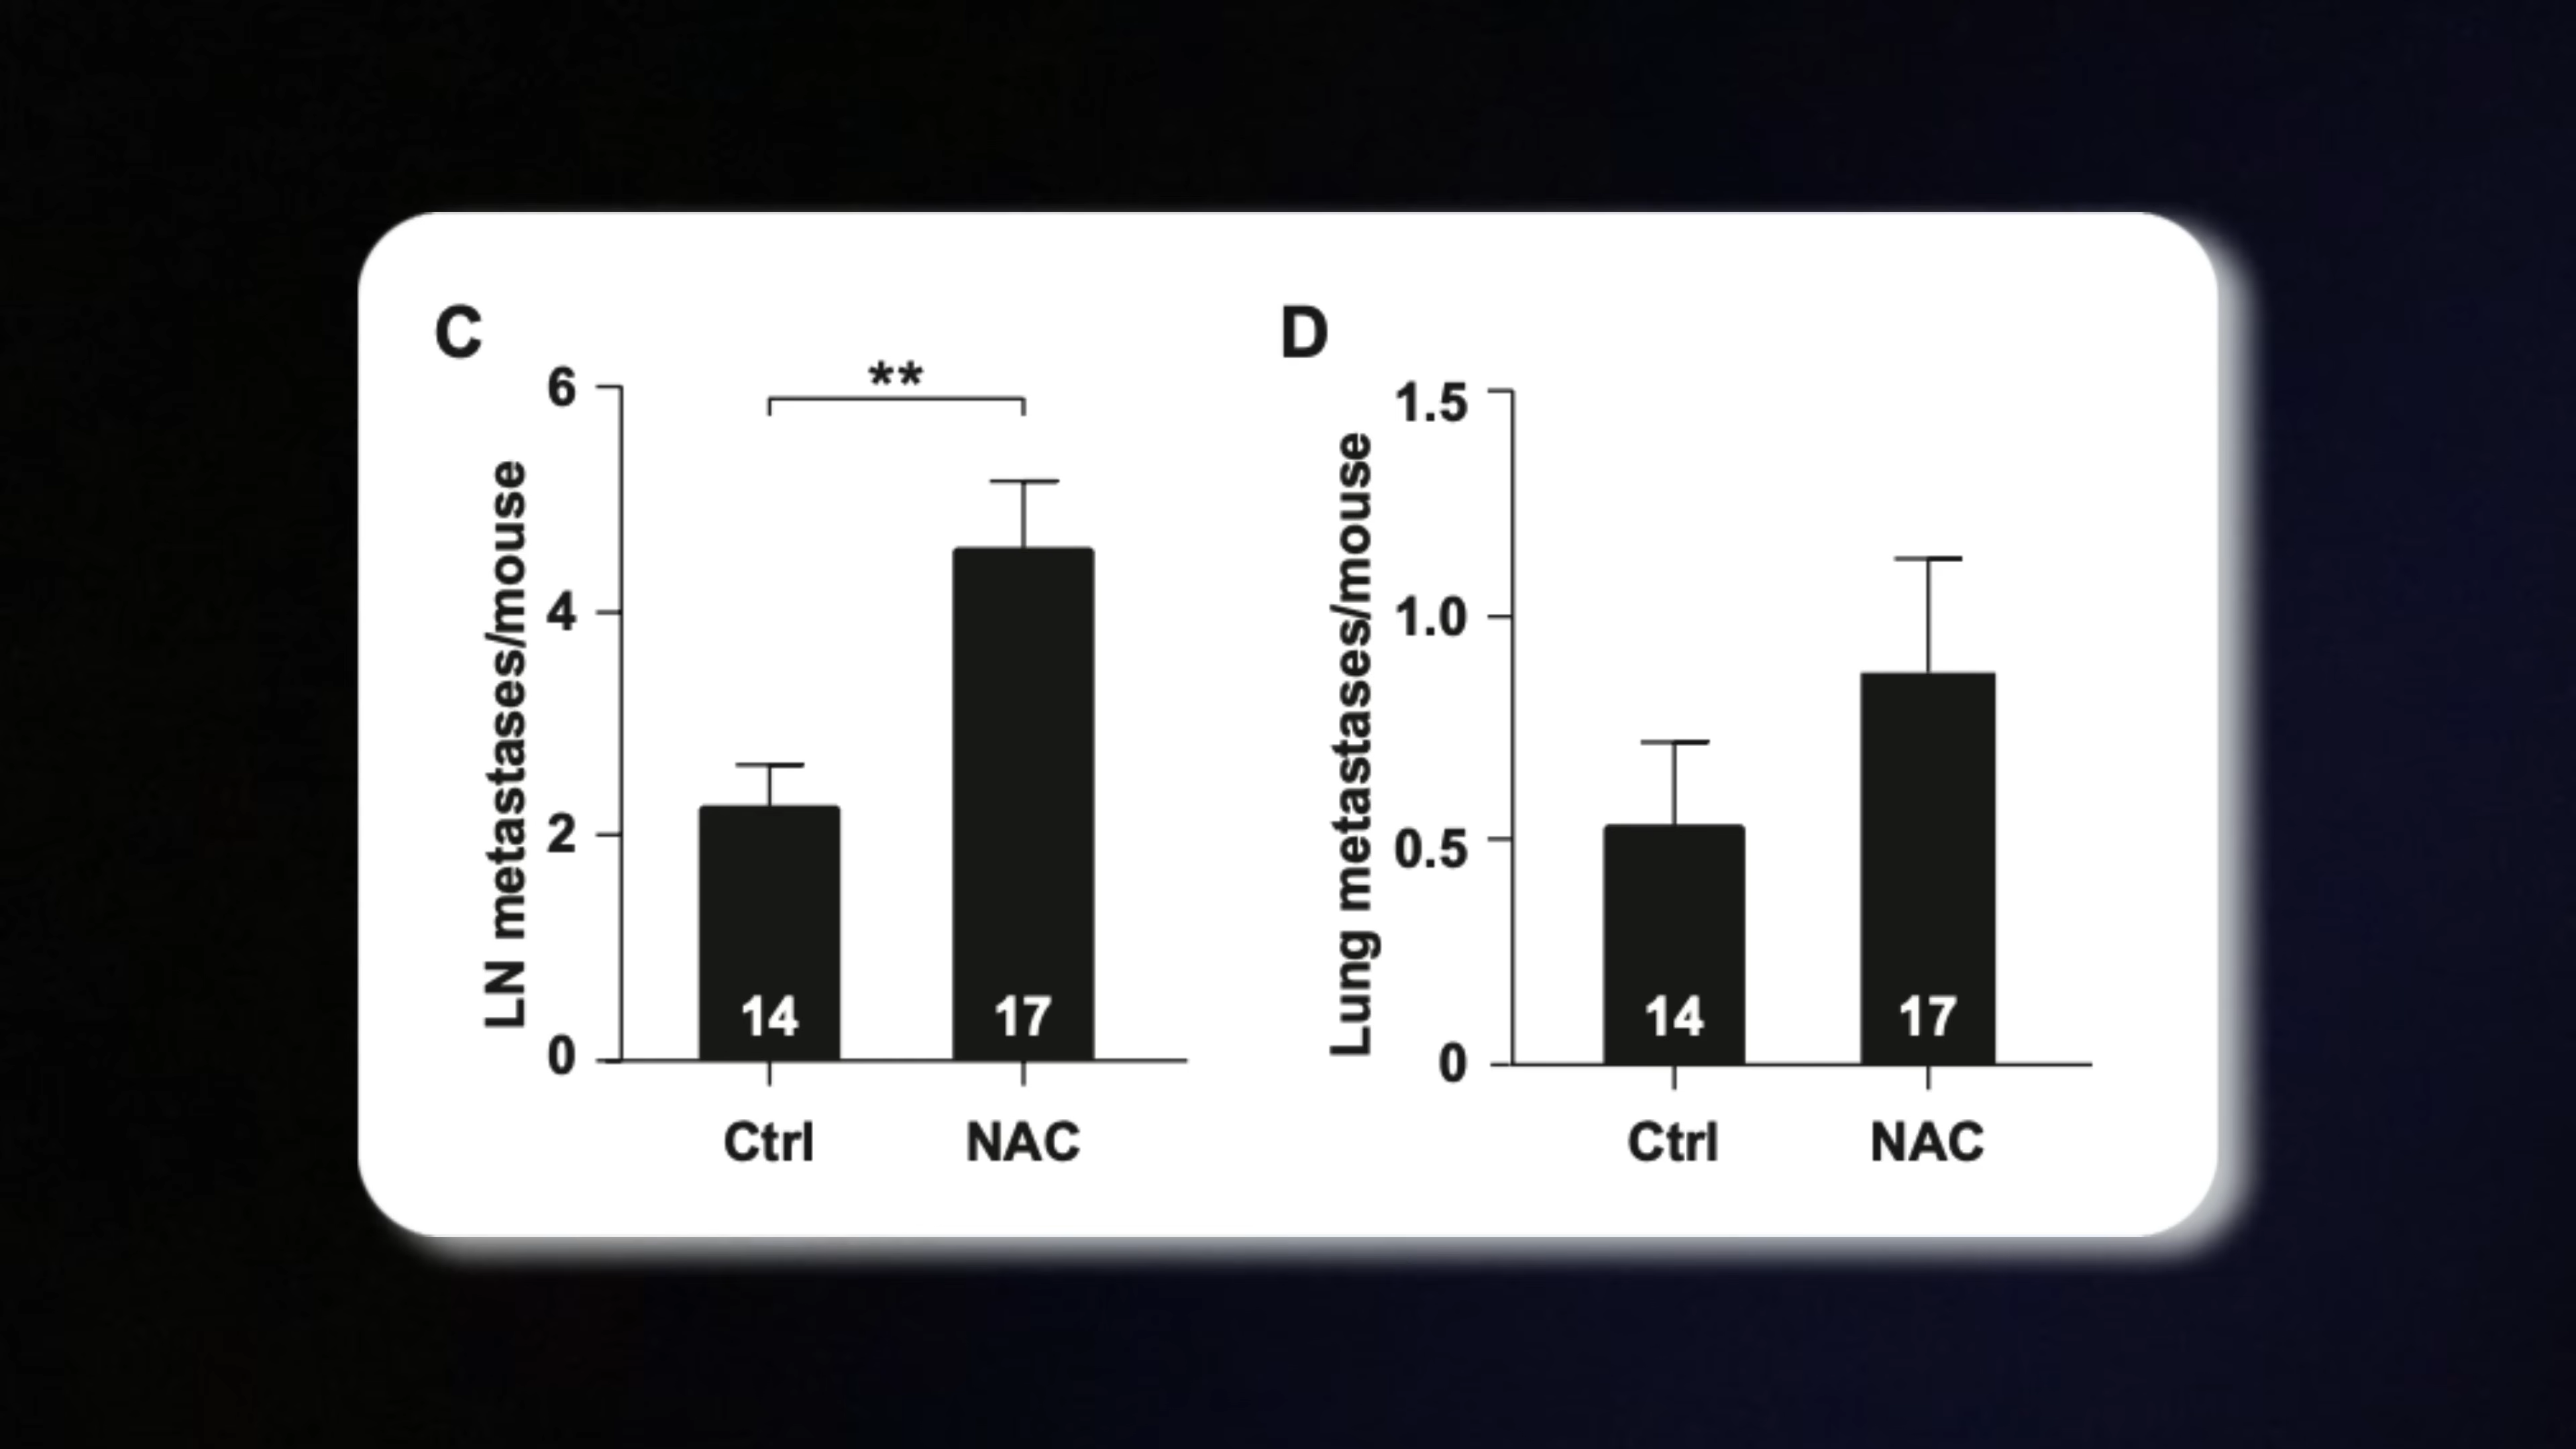 C
**
6
4
2
0
LN metastases/mouse
14
17
Ctrl
NAC
D
1.5
1.0
0.5
0
Lung metastases/mouse
14
17
Ctrl
NAC